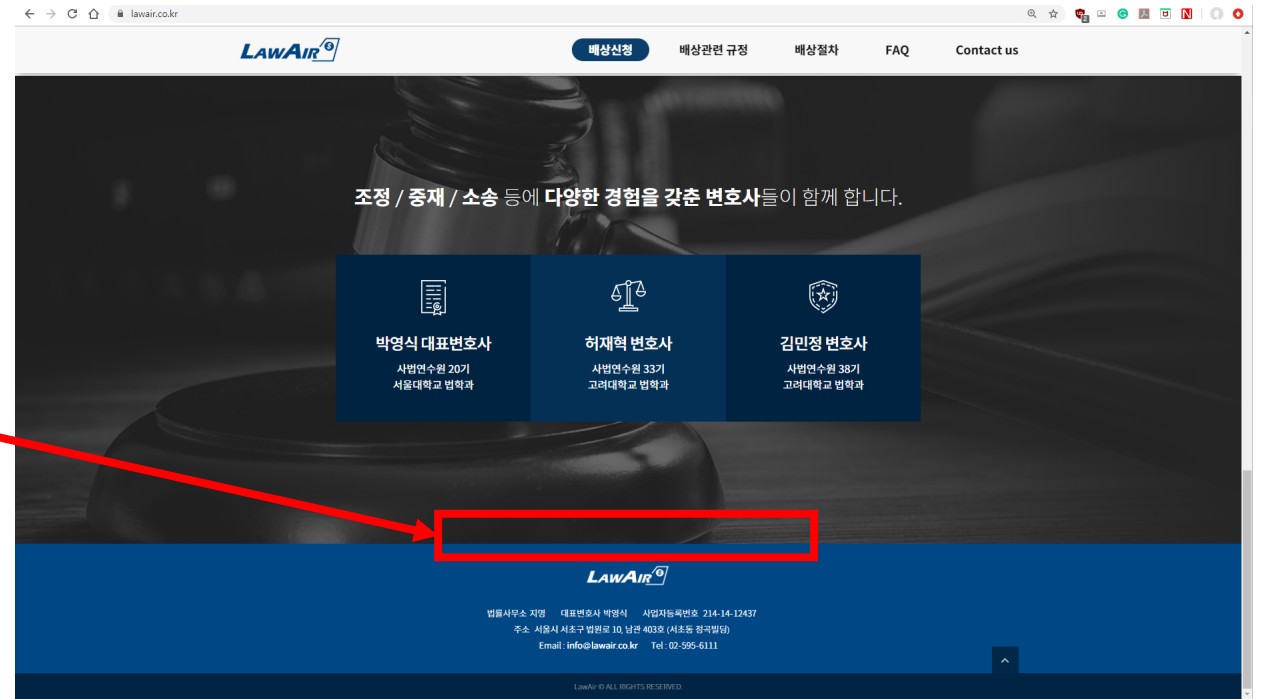 lawair.co.kr
LAWAIR
배상신청 배상관련 규정 배상절차 FAQ Contact us
조정 / 중재 / 소송 등에 다양한 경험을 갖춘 변호사들이 함께 합니다.
박영식 대표변호사
사법연수원 20기
서울대학교 법학과
허재혁 변호사
사법연수원 33기
고려대학교 법학과
김민정 변호사
사법연수원 38기
고려대학교 법학과
LAWAIR
법률사무소 지명 대표변호사 박영식 사업자등록번호 214-14-12437
주소 서울시 서초구 법원로 10, 남관 403호 (서초동 정곡빌딩)
Email : info@lawair.co.kr Tel : 02-595-6111
LawAir © ALL RIGHTS RESERVED.